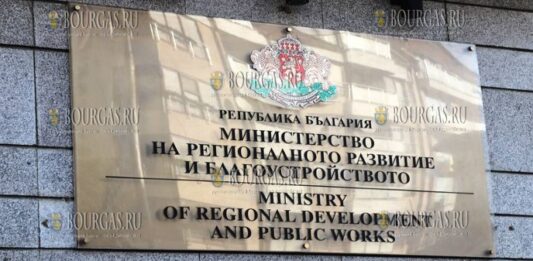 РЕПУБЛИКА БЪЛГАРИЯ
МИНИСТЕРСТВО
НА РЕГИОНАЛНОТО РАЗВИТИЕ
И БЛАГОУСТРОЙСТВОТО
MINISTRY
OF REGIONAL DEVELOPMENT
AND PUBLIC WORKS
BOURGAS.RU